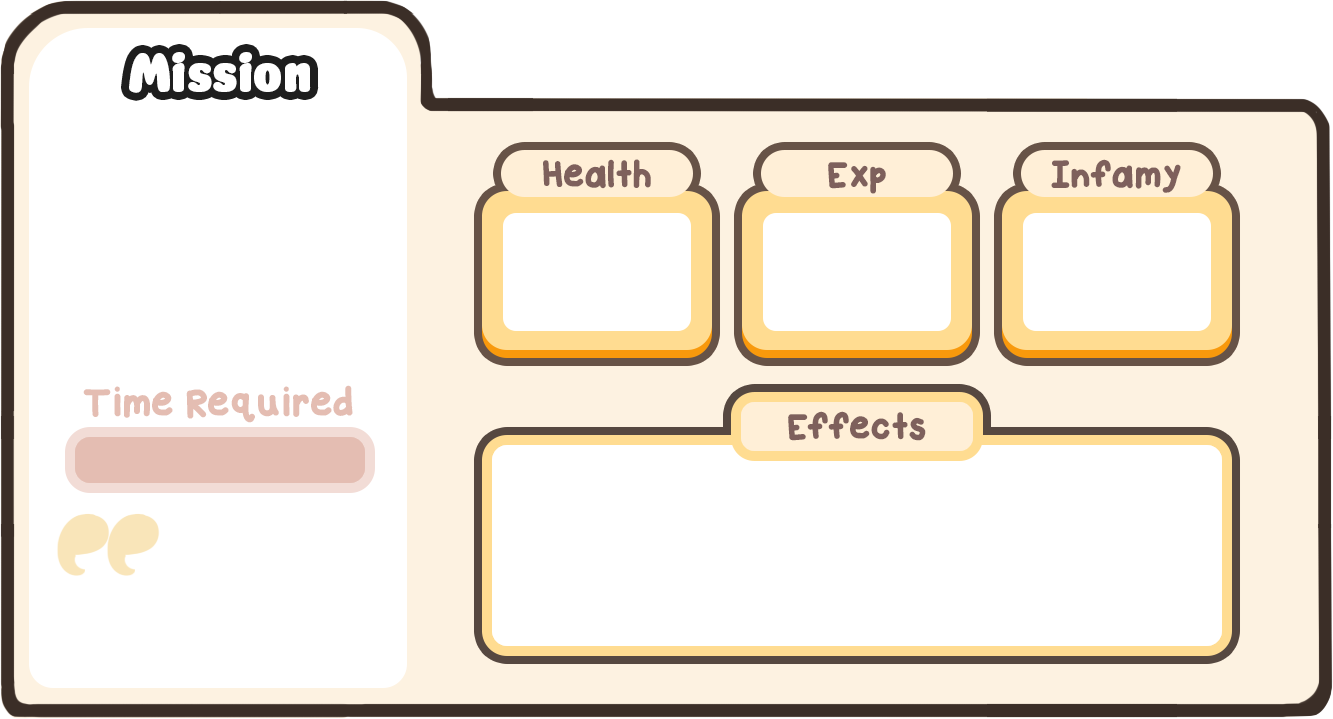 Mission
Time Required
Health
Exp
Infamy
Effects